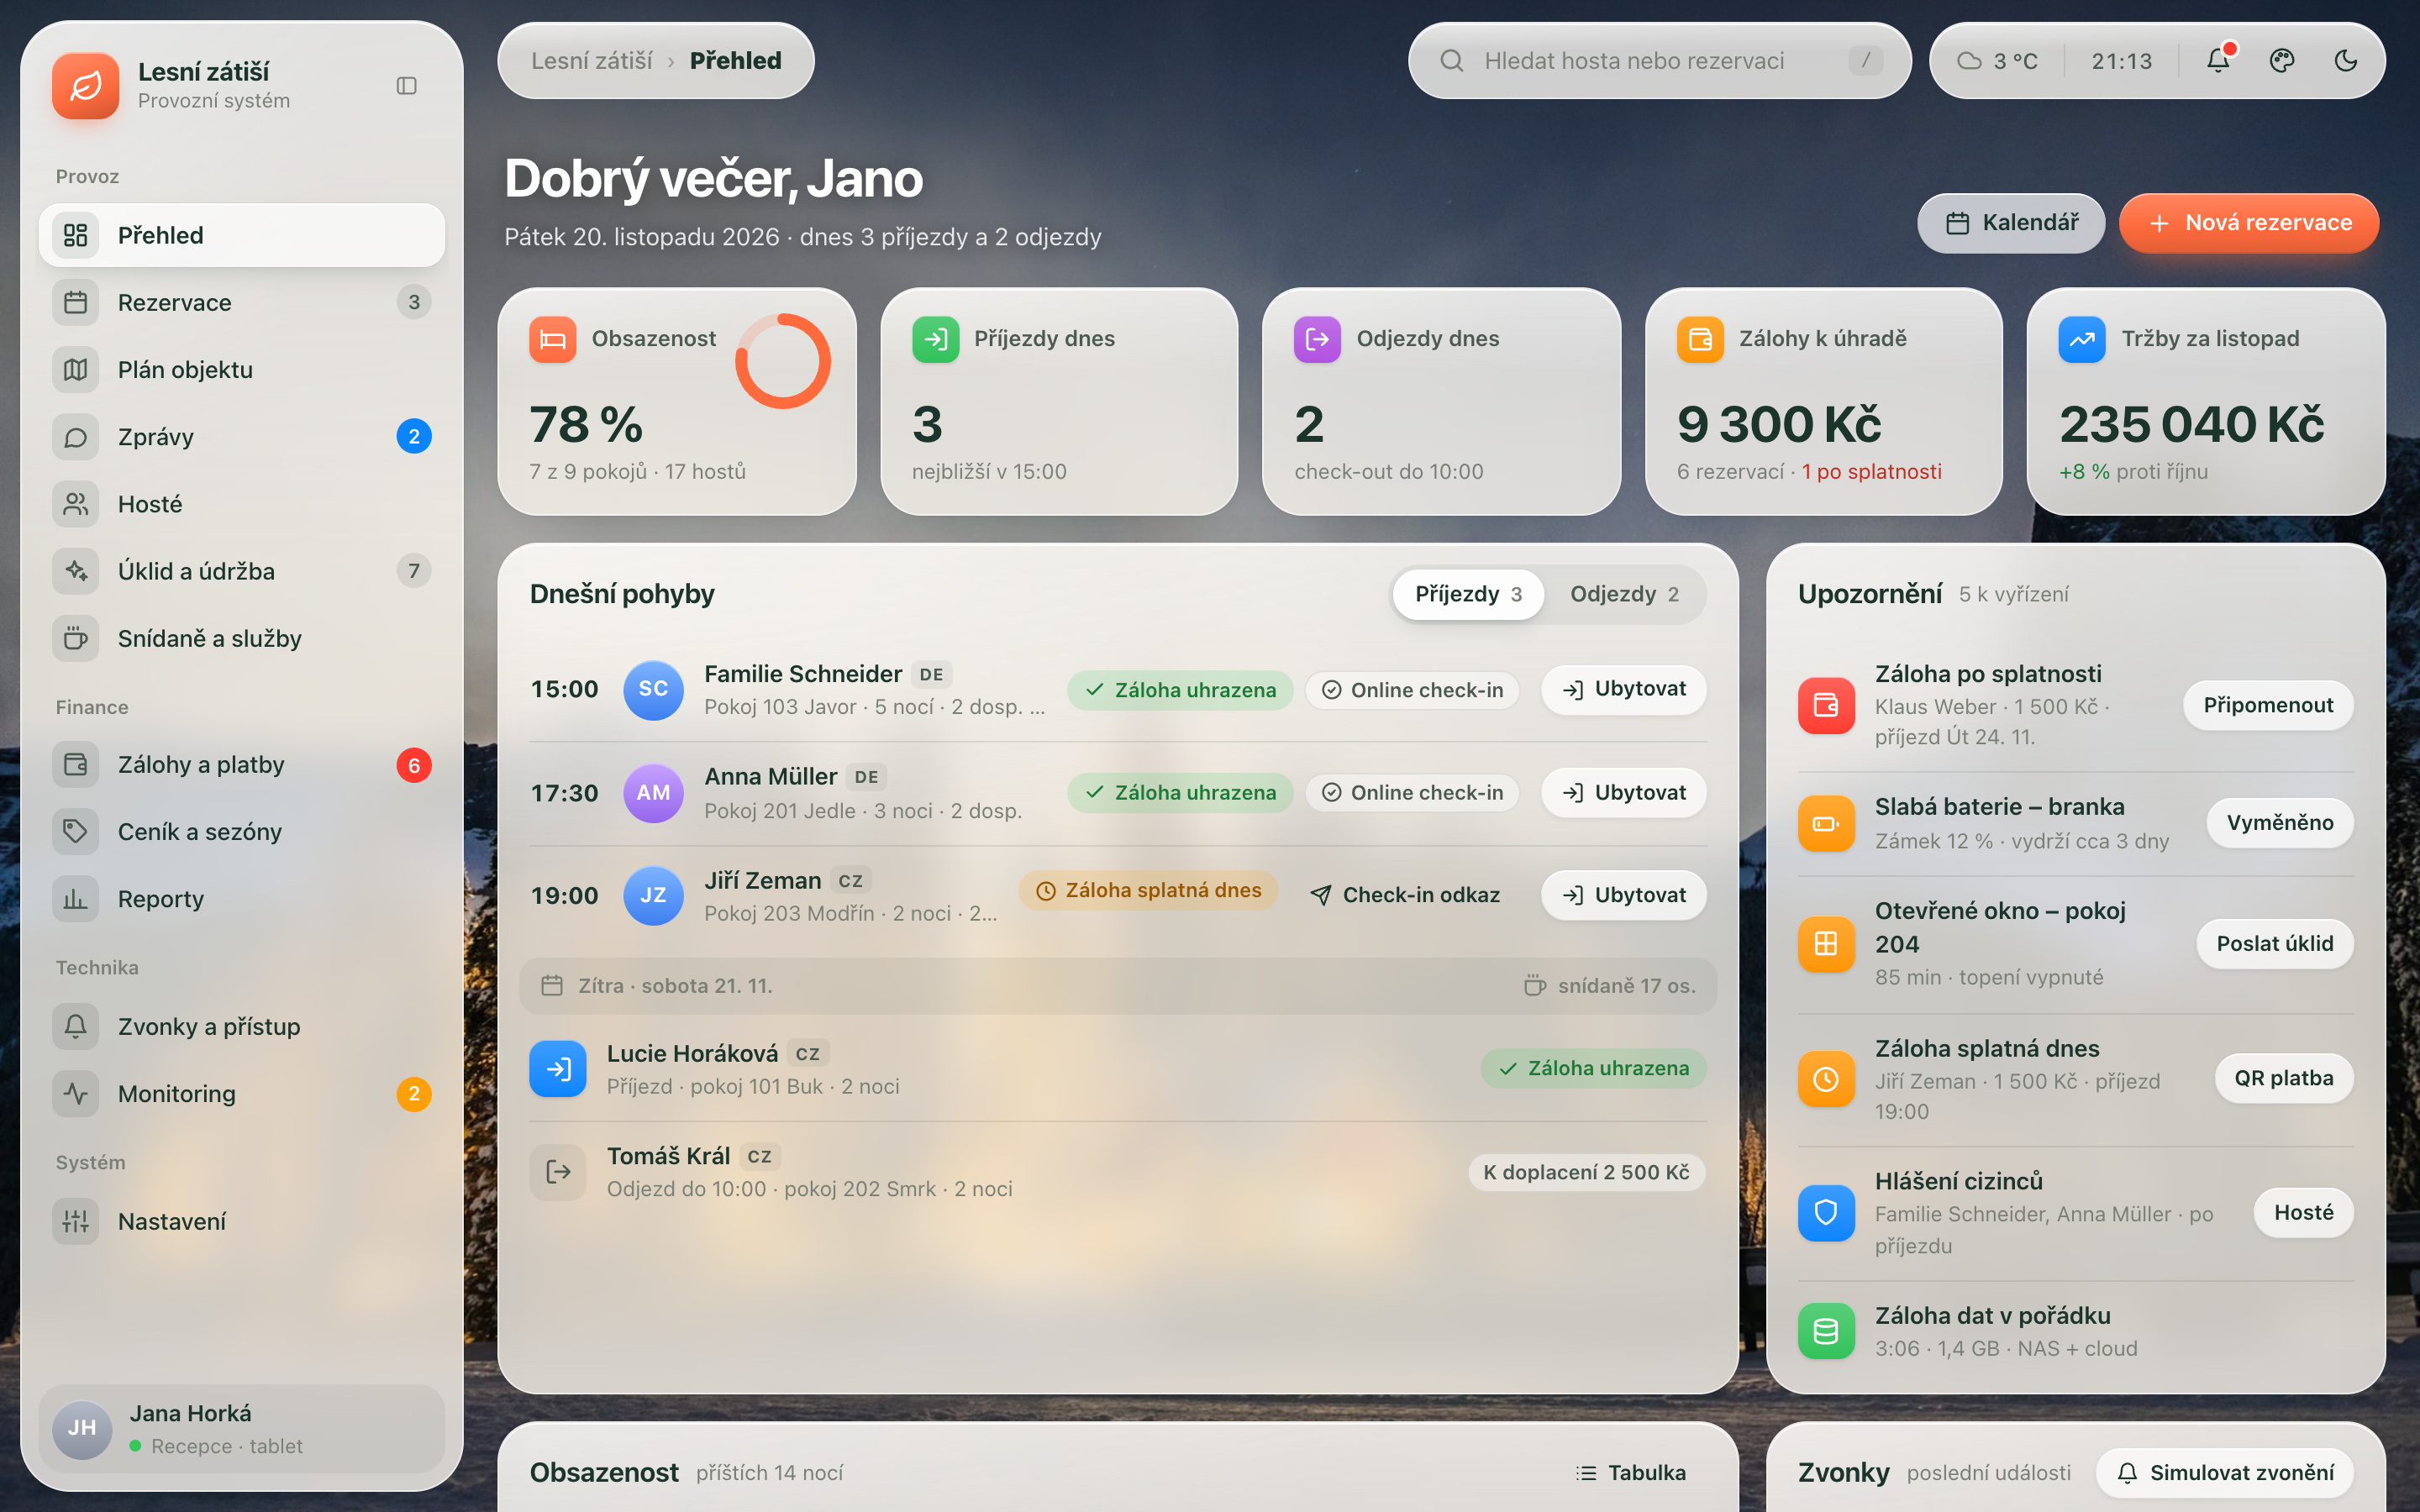 Lesní zátiší
Provozní systém
Provoz
Přehled
Rezervace 3
Plán objektu
Zprávy 2
Hosté
Úklid a údržba 7
Snídaně a služby
Finance
Zálohy a platby 6
Ceník a sezóny
Reporty
Technika
Zvonky a přístup
Monitoring 2
Systém
Nastavení
JH
Jana Horká
Recepce · tablet
Lesní zátiší › Přehled
Hledat hosta nebo rezervaci /
3 °C
21:13
Dobrý večer, Jano
Pátek 20. listopadu 2026 · dnes 3 příjezdy a 2 odjezdy
Kalendář
Nová rezervace
Obsazenost
78 %
7 z 9 pokojů · 17 hostů
Příjezdy dnes
3
nejbližší v 15:00
Odjezdy dnes
2
check-out do 10:00
Zálohy k úhradě
9 300 Kč
6 rezervací · 1 po splatnosti
Tržby za listopad
235 040 Kč
+8 % proti říjnu
Dnešní pohyby
Příjezdy 3
Odjezdy 2
15:00
SC
Familie Schneider DE
Pokoj 103 Javor · 5 nocí · 2 dosp. ...
Záloha uhrazena
Online check-in
Ubytovat
17:30
AM
Anna Müller DE
Pokoj 201 Jedle · 3 noci · 2 dosp.
Záloha uhrazena
Online check-in
Ubytovat
19:00
JZ
Jiří Zeman CZ
Pokoj 203 Modřín · 2 noci · 2...
Záloha splatná dnes
Check-in odkaz
Ubytovat
Zítra · sobota 21. 11.
snídaně 17 os.
Lucie Horáková CZ
Příjezd · pokoj 101 Buk · 2 noci
Záloha uhrazena
Tomáš Král CZ
Odjezd do 10:00 · pokoj 202 Smrk · 2 noci
K doplacení 2 500 Kč
Upozornění 5 k vyřízení
Záloha po splatnosti
Klaus Weber · 1 500 Kč ·
příjezd Út 24. 11.
Připomenout
Slabá baterie – branka
Zámek 12 % · vydrží cca 3 dny
Vyměněno
Otevřené okno – pokoj
204
85 min · topení vypnuté
Poslat úklid
Záloha splatná dnes
Jiří Zeman · 1 500 Kč · příjezd
19:00
QR platba
Hlášení cizinců
Familie Schneider, Anna Müller · po
příjezdu
Hosté
Záloha dat v pořádku
3:06 · 1,4 GB · NAS + cloud
Obsazenost příštích 14 nocí
Tabulka
Zvonky poslední události
Simulovat zvonění